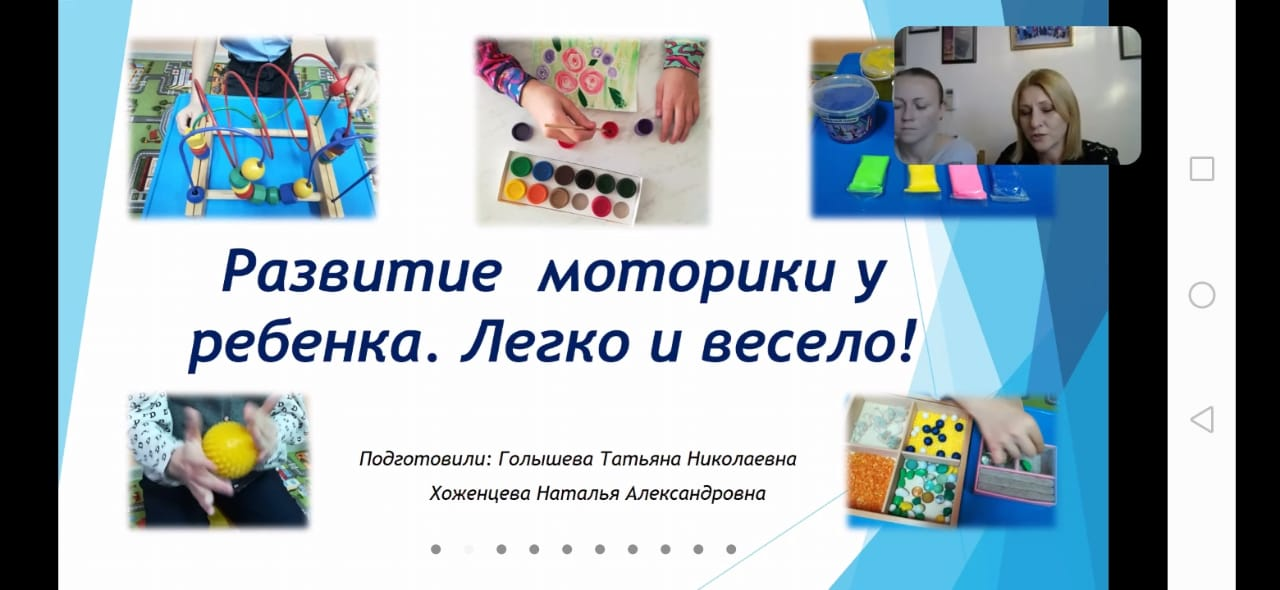 Развитие моторики у
ребенка. Легко и весело!
Подготовили: Голышева Татьяна Николаевна
Хоженцева Наталья Александровна